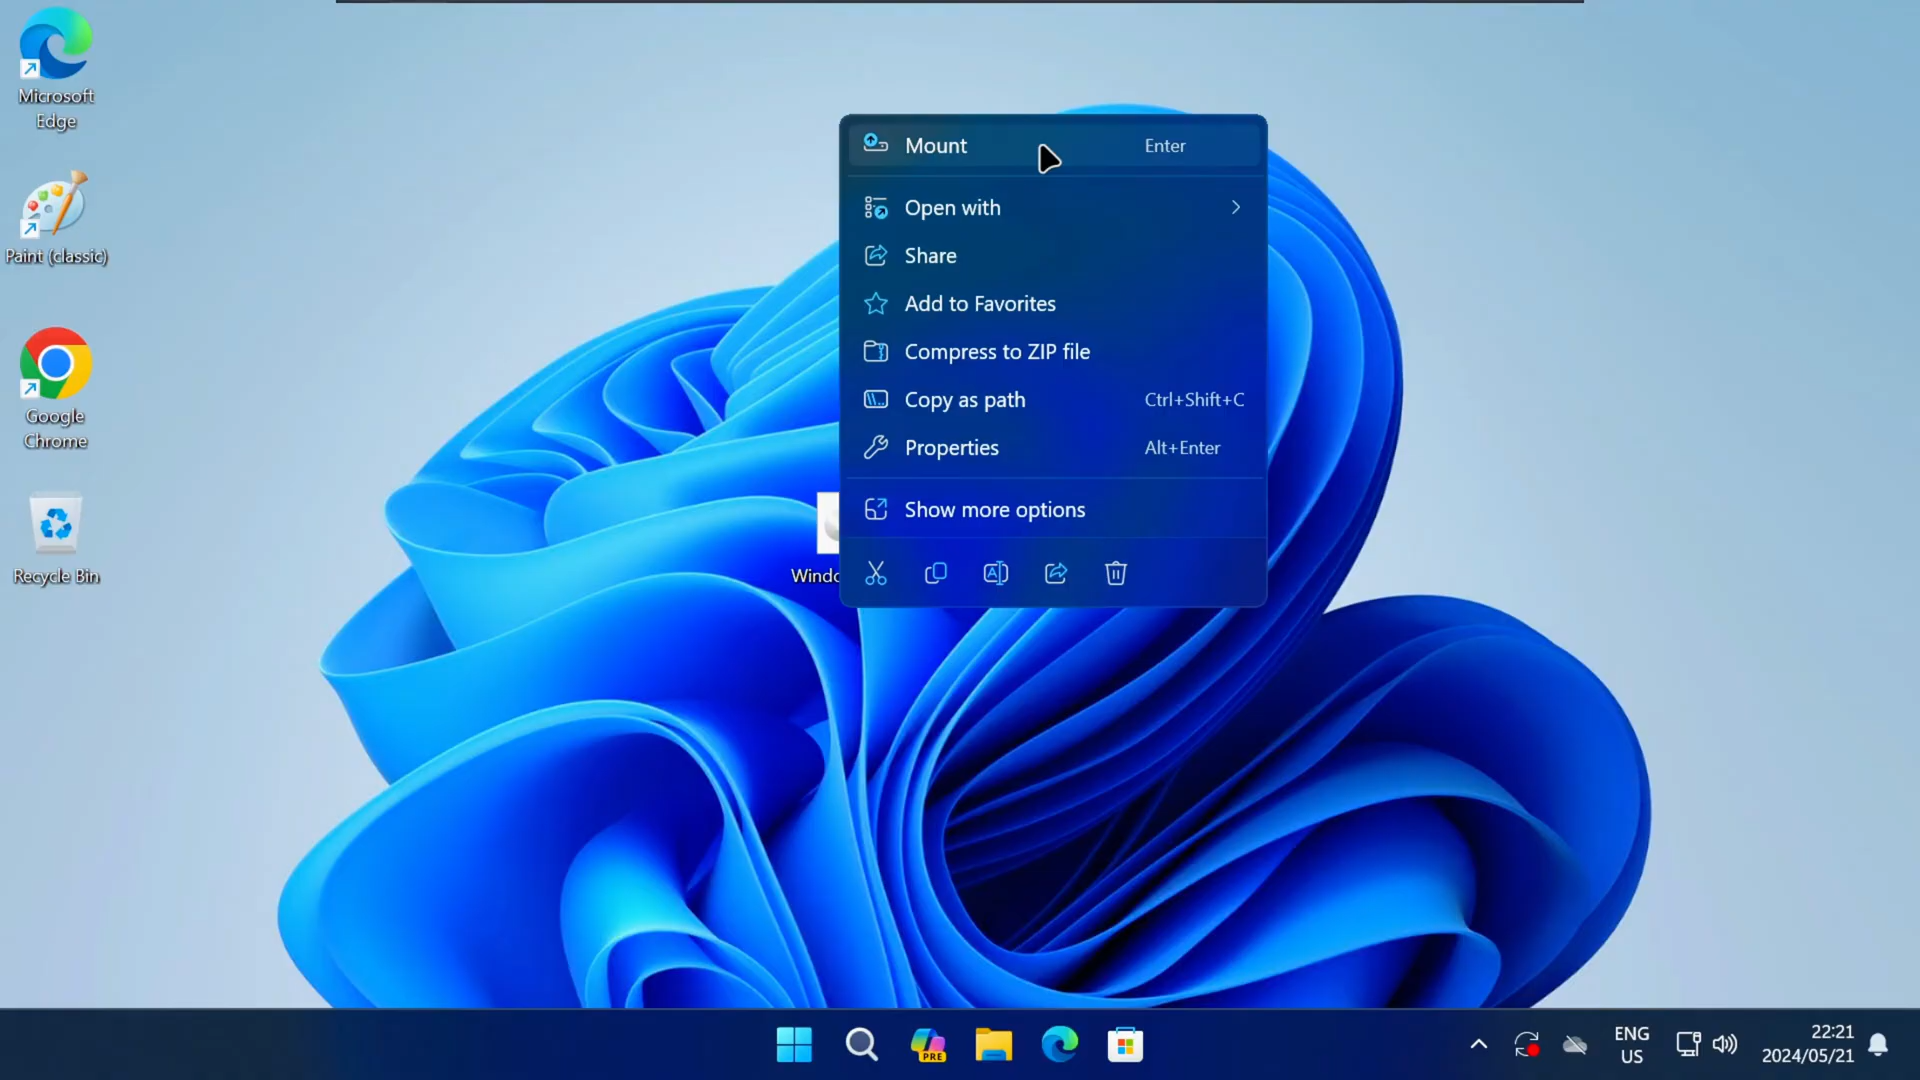 Microsoft
Edge
Paint (classic)
Google
Chrome
Recycle Bin
Mount Enter
Open with
Share
Add to Favorites
Compress to ZIP file
Copy as path Ctrl+Shift+C
Properties Alt+Enter
Show more options
Windo
PRE
ENG
US
22:21
2024/05/21